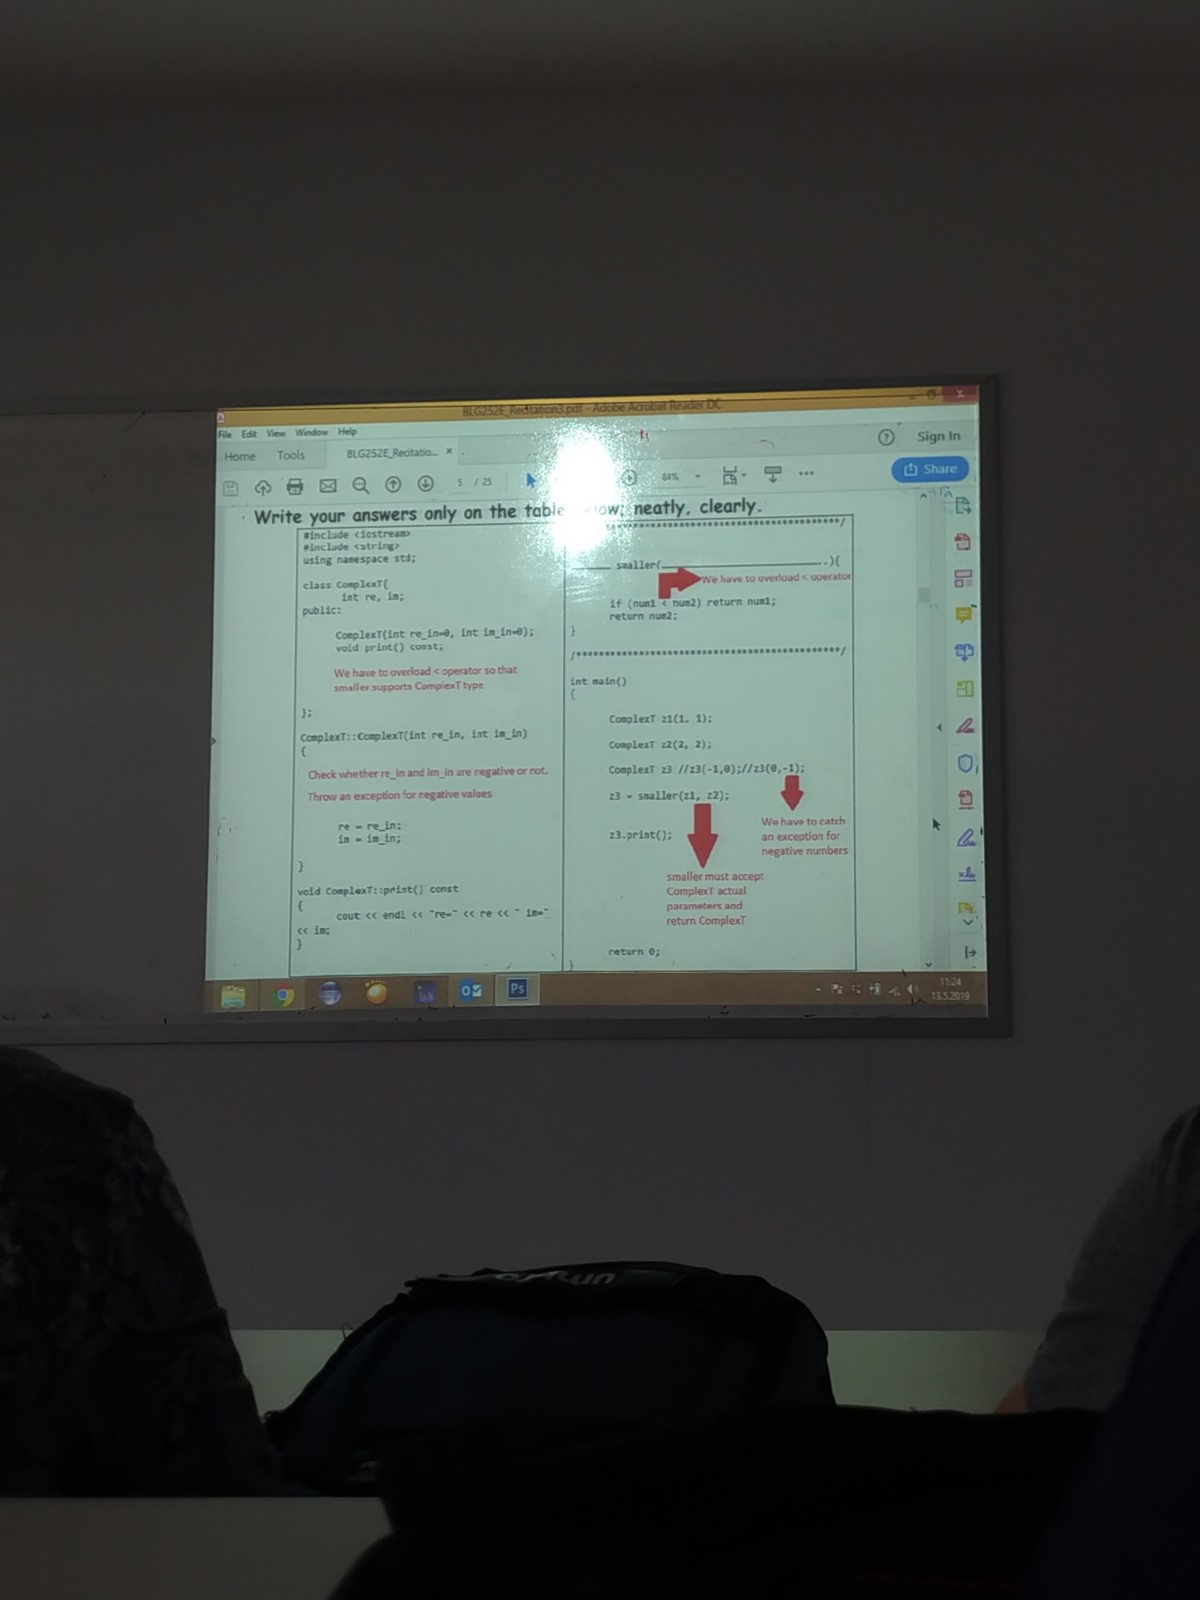 BLG252E_Recitation3.pdf - Adobe Acrobat Reader DC
File Edit View Window Help
Home Tools BLG252E_Recitatio... × Sign In
5 / 25 84% Share
Write your answers only on the table neatly, clearly.
#include <iostream>
#include <string>
using namespace std;
class ComplexT{
int re, im;
public:
ComplexT(int re_in=0, int im_in=0);
void print() const;
We have to overload < operator so that
smaller supports ComplexT type
};
ComplexT::ComplexT(int re_in, int im_in)
{
Check whether re_in and im_in are negative or not.
Throw an exception for negative values
re = re_in;
im = im_in;
}
void ComplexT::print() const
{
cout << endl << "re=" << re << " im="
<< im;
}
smaller( ){
We have to overload < operator
if (num1 < num2) return num1;
return num2;
}
/**********************************************/
int main()
{
ComplexT z1(1, 1);
ComplexT z2(2, 2);
ComplexT z3 //z3(-1,0);//z3(0,-1);
z3 = smaller(z1, z2);
We have to catch
an exception for
negative numbers
z3.print();
smaller must accept
ComplexT actual
parameters and
return ComplexT
return 0;
}
Ps
11:24
13.5.2019